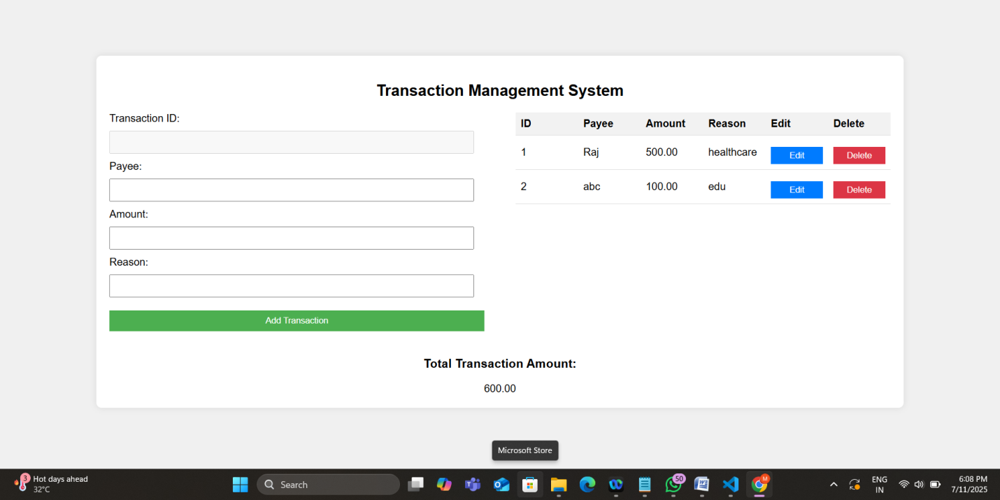 Transaction Management System
Transaction ID:
Payee:
Amount:
Reason:
Add Transaction
ID Payee Amount Reason Edit Delete
1 Raj 500.00 healthcare Edit Delete
2 abc 100.00 edu Edit Delete
Total Transaction Amount:
600.00
Microsoft Store
3 Hot days ahead
32°C
Search
50
M
ENG
IN
6:08 PM
7/11/2025